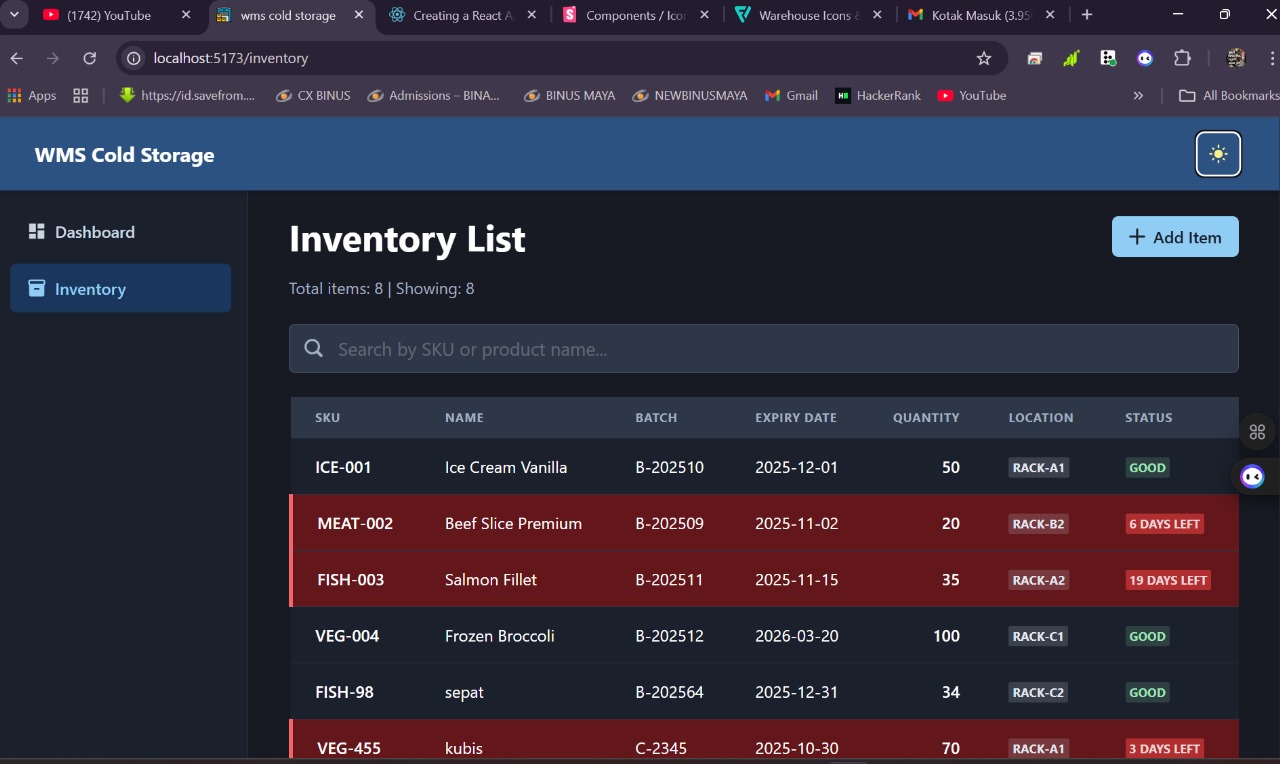 (1742) YouTube
wms cold storage
Creating a React A
Components / Icon
Warehouse Icons &
Kotak Masuk (3.95
localhost:5173/inventory
Apps
https://id.savefrom....
CX BINUS
Admissions – BINA...
BINUS MAYA
NEWBINUSMAYA
Gmail
HackerRank
YouTube
All Bookmarks
WMS Cold Storage
Dashboard
Inventory
Inventory List
+ Add Item
Total items: 8 | Showing: 8
Search by SKU or product name...
SKU NAME BATCH EXPIRY DATE QUANTITY LOCATION STATUS
ICE-001 Ice Cream Vanilla B-202510 2025-12-01 50 RACK-A1 GOOD
MEAT-002 Beef Slice Premium B-202509 2025-11-02 20 RACK-B2 6 DAYS LEFT
FISH-003 Salmon Fillet B-202511 2025-11-15 35 RACK-A2 19 DAYS LEFT
VEG-004 Frozen Broccoli B-202512 2026-03-20 100 RACK-C1 GOOD
FISH-98 sepat B-202564 2025-12-31 34 RACK-C2 GOOD
VEG-455 kubis C-2345 2025-10-30 70 RACK-A1 3 DAYS LEFT